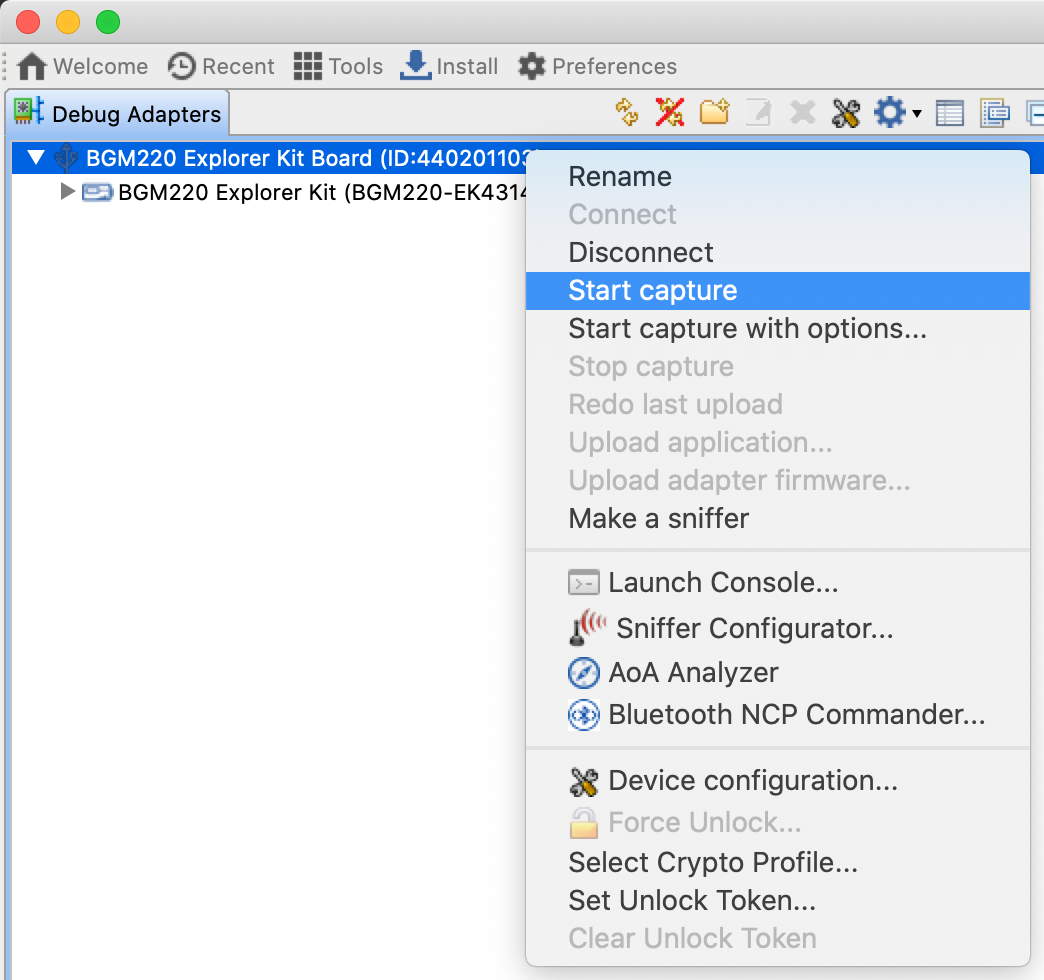 Welcome Recent Tools Install Preferences
Debug Adapters
BGM220 Explorer Kit Board (ID:440201103)
BGM220 Explorer Kit (BGM220-EK4314
Rename
Connect
Disconnect
Start capture
Start capture with options...
Stop capture
Redo last upload
Upload application...
Upload adapter firmware...
Make a sniffer
Launch Console...
Sniffer Configurator...
AoA Analyzer
Bluetooth NCP Commander...
Device configuration...
Force Unlock...
Select Crypto Profile...
Set Unlock Token...
Clear Unlock Token